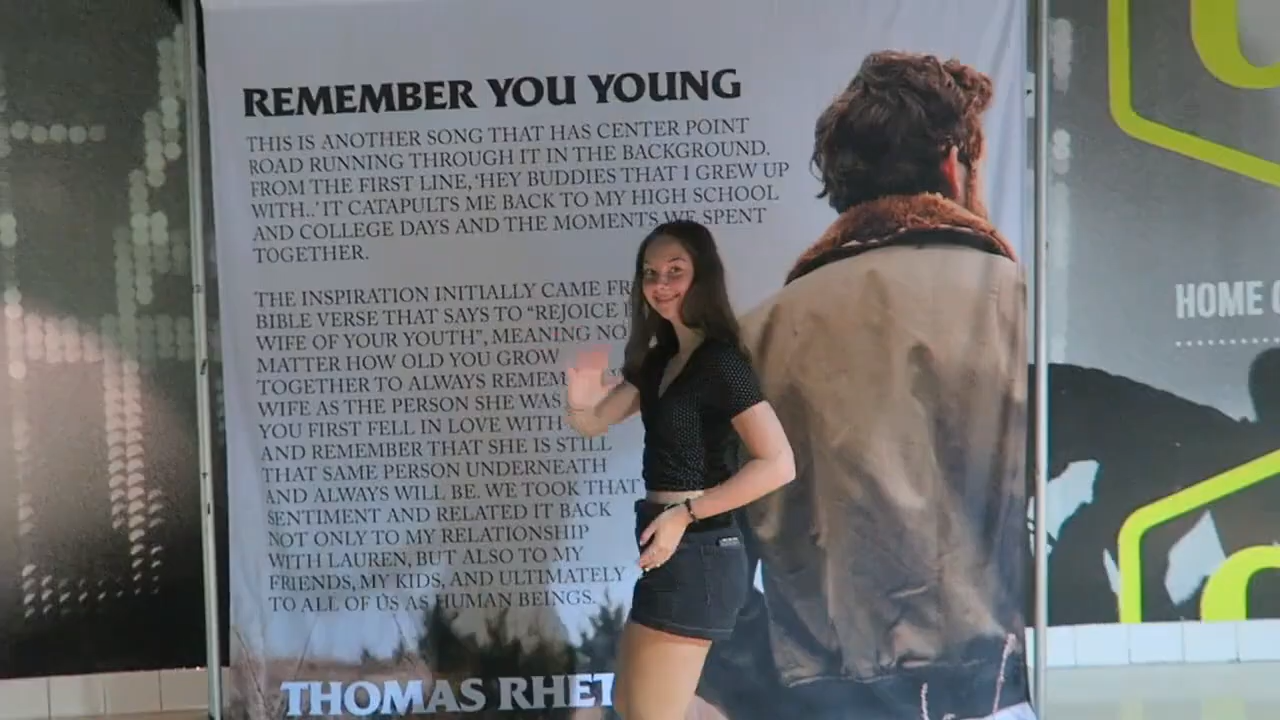 REMEMBER YOU YOUNG
THIS IS ANOTHER SONG THAT HAS CENTER POINT
ROAD RUNNING THROUGH IT IN THE BACKGROUND.
FROM THE FIRST LINE, 'HEY BUDDIES THAT I GREW UP
WITH..' IT CATAPULTS ME BACK TO MY HIGH SCHOOL
AND COLLEGE DAYS AND THE MOMENTS WE SPENT
TOGETHER.
THE INSPIRATION INITIALLY CAME FR
BIBLE VERSE THAT SAYS TO “REJOICE
WIFE OF YOUR YOUTH”, MEANING NO
MATTER HOW OLD YOU GROW
TOGETHER TO ALWAYS REMEM
WIFE AS THE PERSON SHE WAS
YOU FIRST FELL IN LOVE WITH
AND REMEMBER THAT SHE IS STILL
THAT SAME PERSON UNDERNEATH
AND ALWAYS WILL BE. WE TOOK THAT
SENTIMENT AND RELATED IT BACK
NOT ONLY TO MY RELATIONSHIP
WITH LAUREN, BUT ALSO TO MY
FRIENDS, MY KIDS, AND ULTIMATELY
TO ALL OF US AS HUMAN BEINGS.
THOMAS RHET
HOME